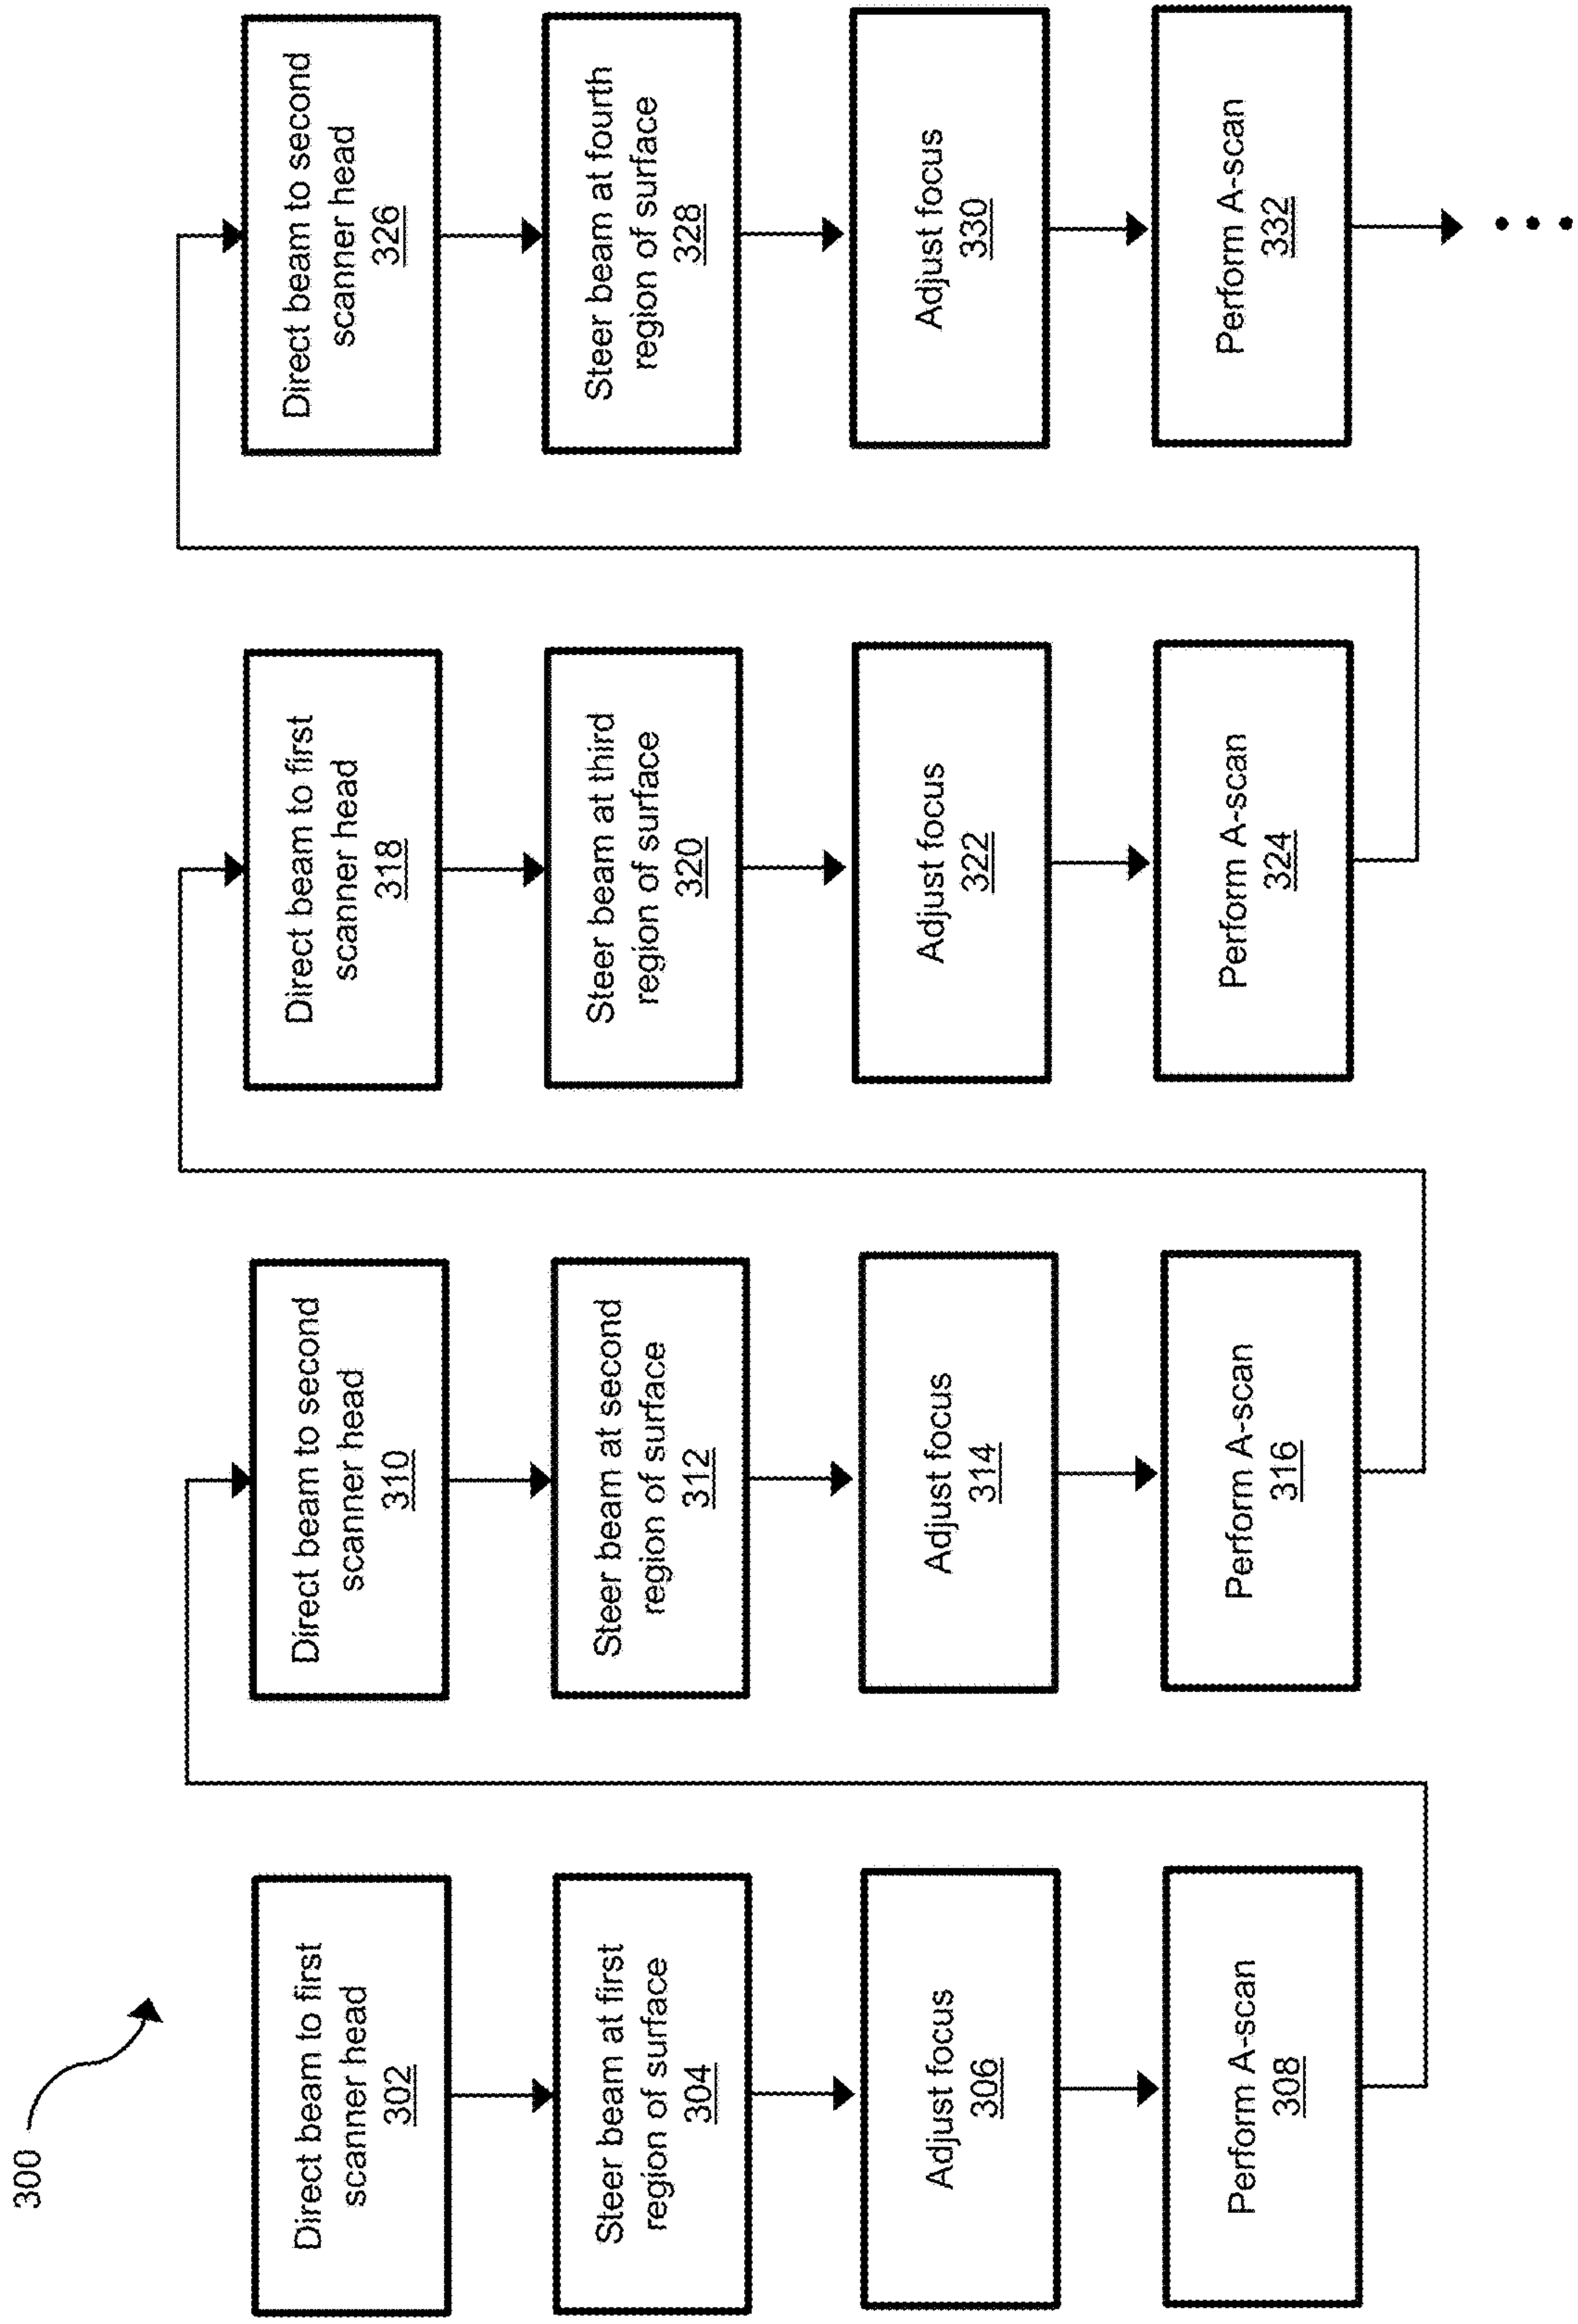 300
Direct beam to first
scanner head
302
Steer beam at first
region of surface
304
Adjust focus
306
Perform A-scan
308
Direct beam to second
scanner head
310
Steer beam at second
region of surface
312
Adjust focus
314
Perform A-scan
316
Direct beam to first
scanner head
318
Steer beam at third
region of surface
320
Adjust focus
322
Perform A-scan
324
Direct beam to second
scanner head
326
Steer beam at fourth
region of surface
328
Adjust focus
330
Perform A-scan
332